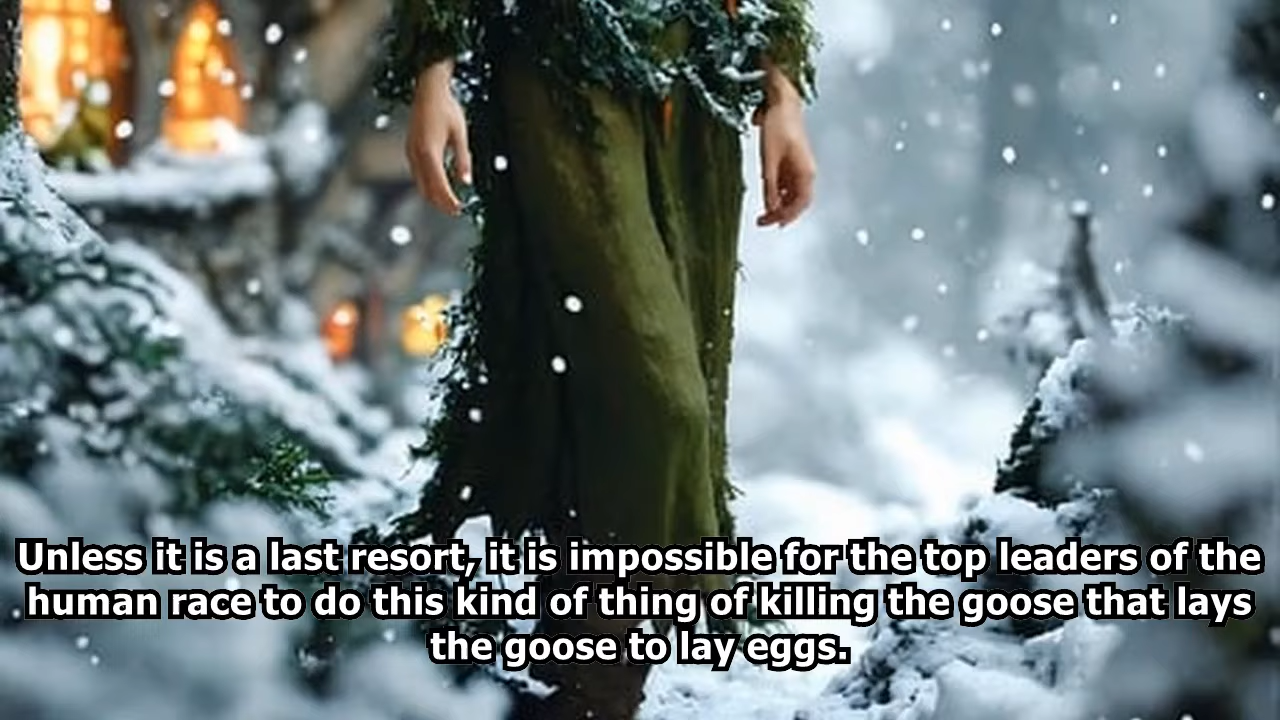 Unless it is a last resort, it is impossible for the top leaders of the
human race to do this kind of thing of killing the goose that lays
the goose to lay eggs.